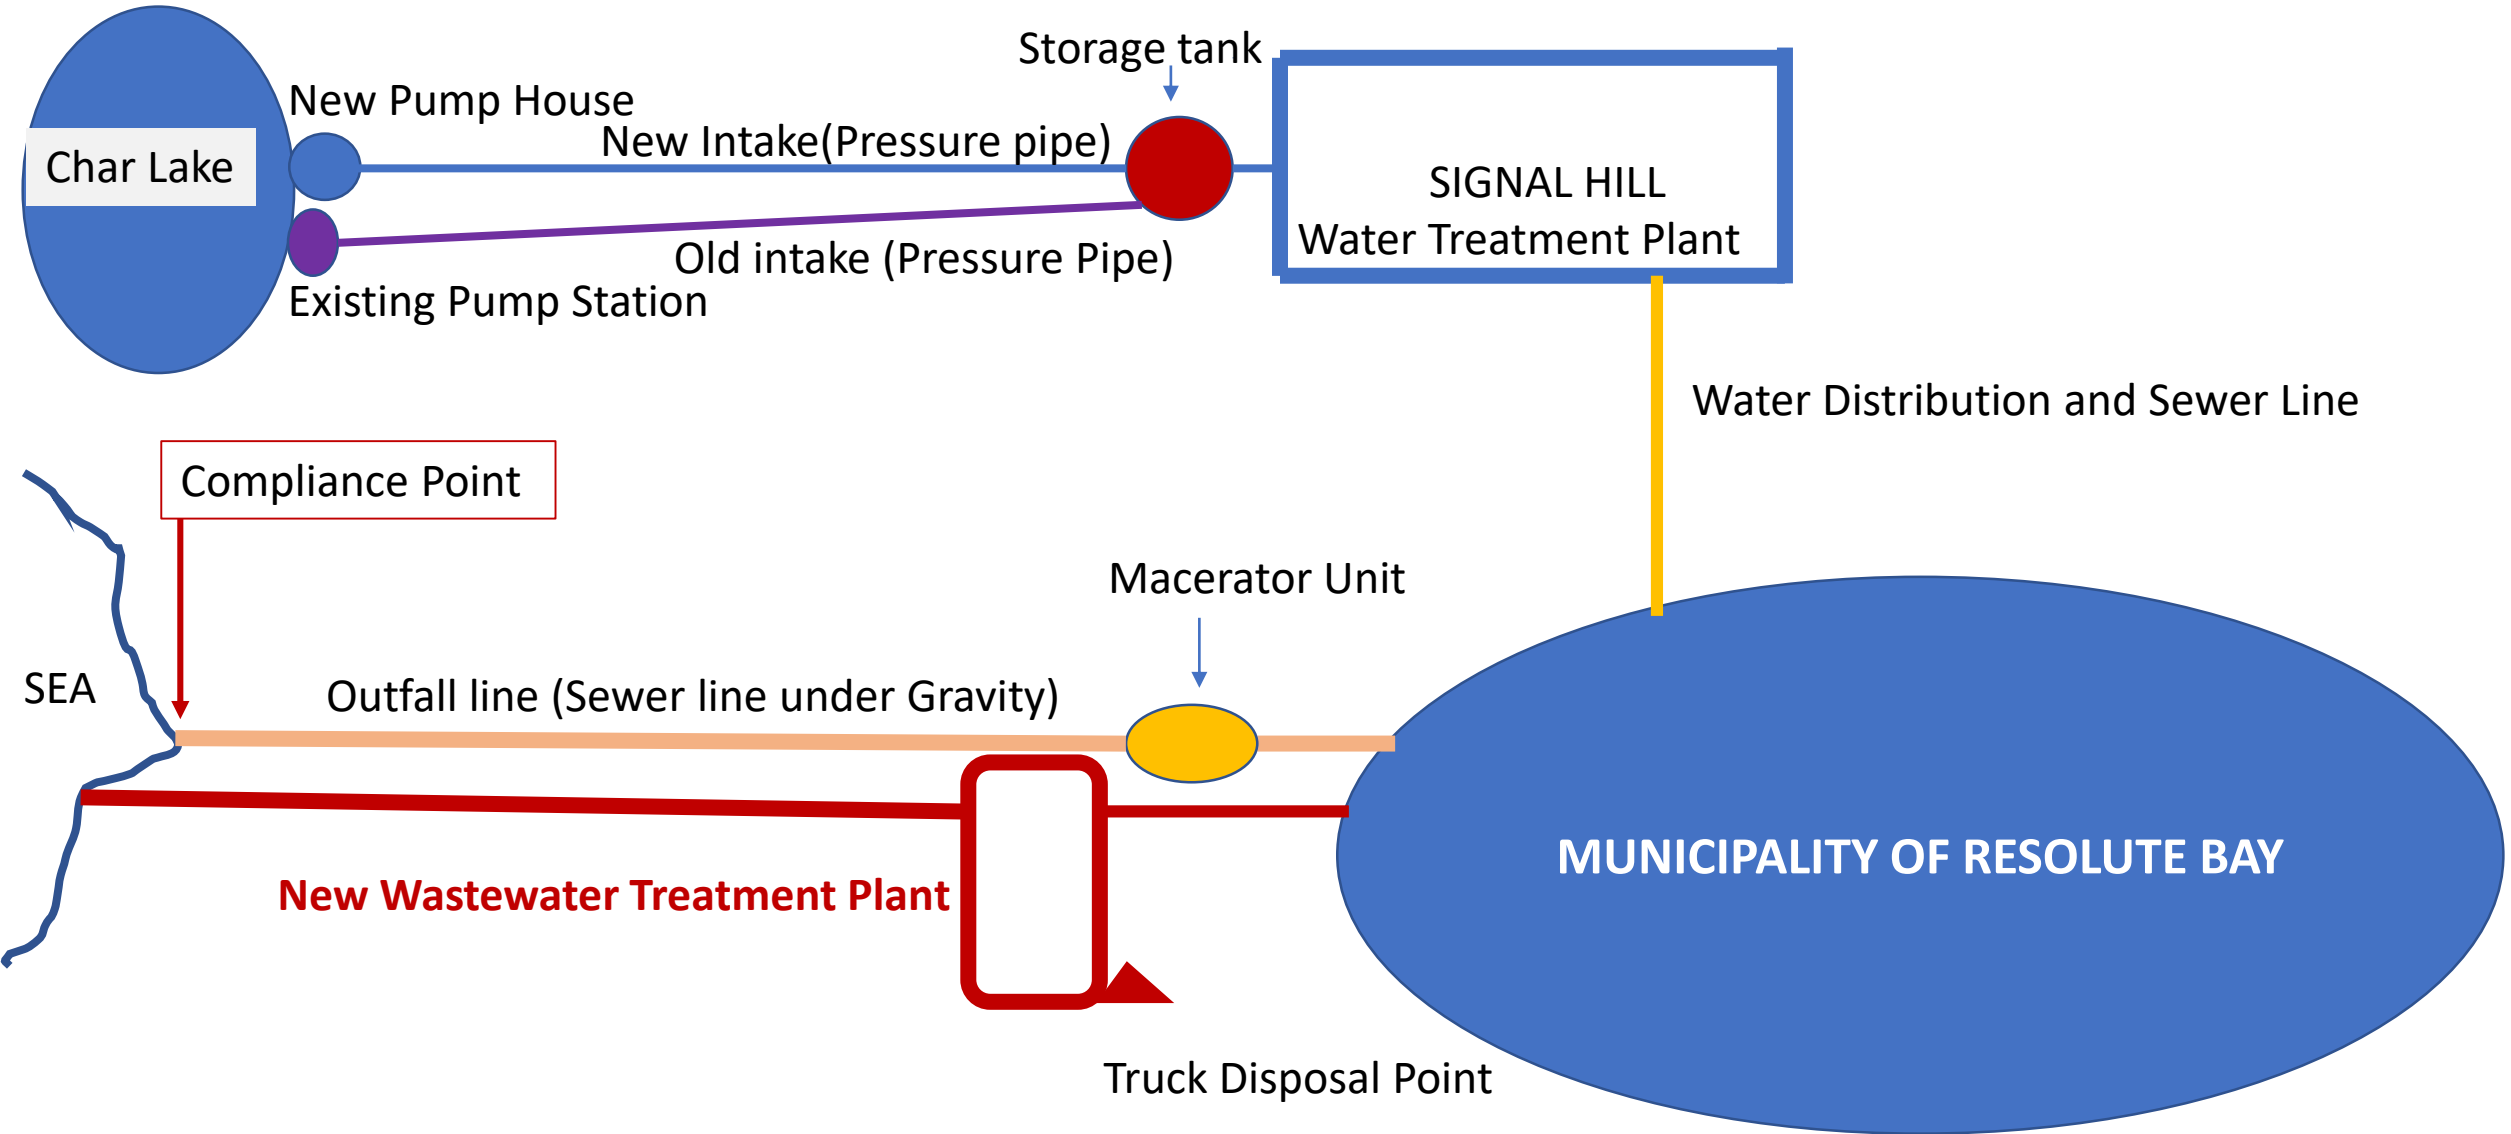 Storage tank
New Pump House
New Intake(Pressure pipe)
Char Lake
SIGNAL HILL
Water Treatment Plant
Old intake (Pressure Pipe)
Existing Pump Station
Water Distribution and Sewer Line
Compliance Point
Macerator Unit
SEA
Outfall line (Sewer line under Gravity)
MUNICIPALITY OF RESOLUTE BAY
New Wastewater Treatment Plant
Truck Disposal Point